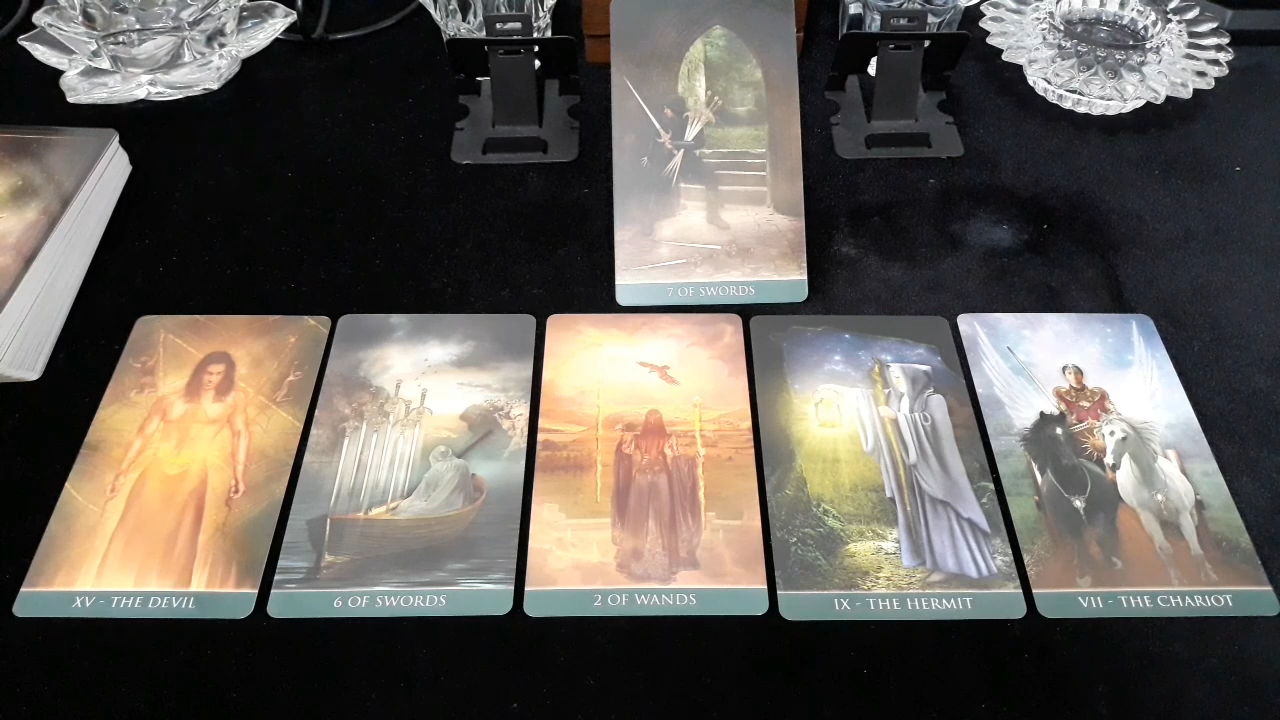 7 OF SWORDS
XV - THE DEVIL
6 OF SWORDS
2 OF WANDS
IX - THE HERMIT
VII - THE CHARIOT